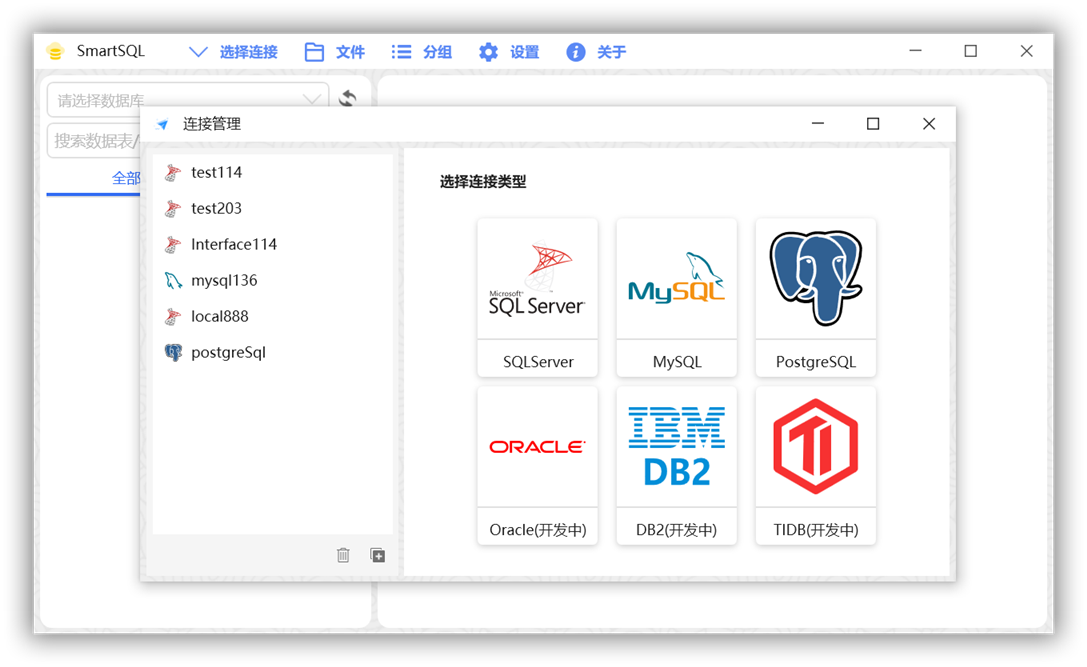 SmartSQL 选择连接 文件 分组 设置 关于
请选择数据库
连接管理
搜索数据表/
全部
test114
test203
Interface114
mysql136
local888
postgreSql
选择连接类型
Microsoft SQL Server
MySQL
SQLServer
MySQL
PostgreSQL
ORACLE
IBM DB2
TI
Oracle(开发中)
DB2(开发中)
TIDB(开发中)